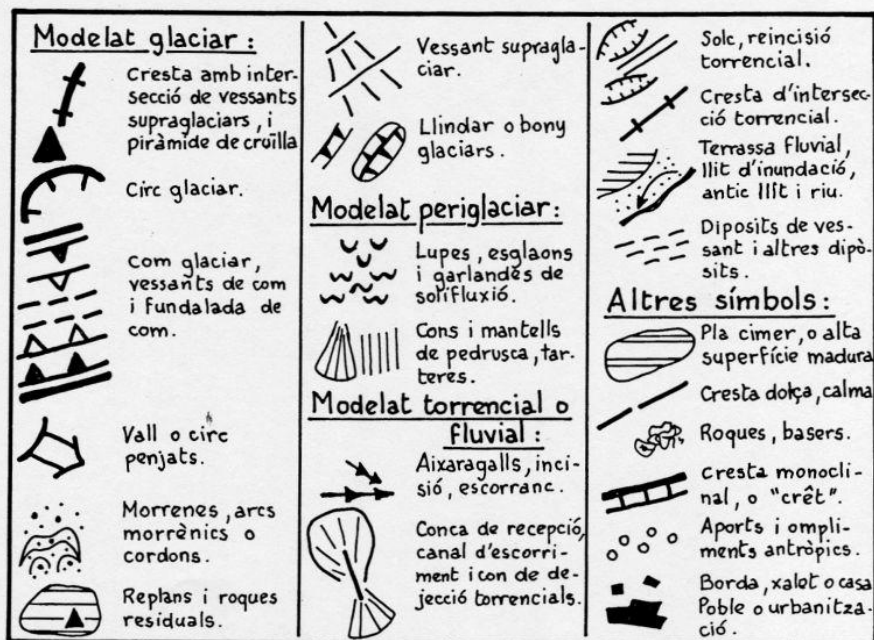 Modelat glaciar:
Cresta amb inter-
secció de vessants
supraglaciars, i
piràmide de cruïlla
Circ glaciar.
Com glaciar,
vessants de com
i fundalada de
com.
Vall o circ
penjats.
Morrenes, arcs
morrènics o
cordons.
Replans i roques
residuals.
Vessant supragla-
ciar.
Llindar o bony
glaciars.
Modelat periglaciar:
Lupes, esglaons
i garlandes de
solifluxió.
Cons i mantells
de pedrusca, tar-
teres.
Modelat torrencial o
fluvial:
Aixaragalls, inci-
sió, escorranc.
Conca de recepció,
canal d'escorri-
ment i con de de-
jecció torrencials.
Solc, reincisió
torrencial.
Cresta d'intersec-
ció torrencial.
Terrassa fluvial,
llit d'inundació,
antic llit i riu.
Diposits de ves-
sant i altres dipò-
sits.
Altres símbols:
Pla cimer, o alta
superfície madura
Cresta dolça, calma
Roques, basers.
Cresta monocli-
nal, o "crêt".
Aports i ompli-
ments antròpics.
Borda, xalet o casa
Poble o urbanitza-
ció.